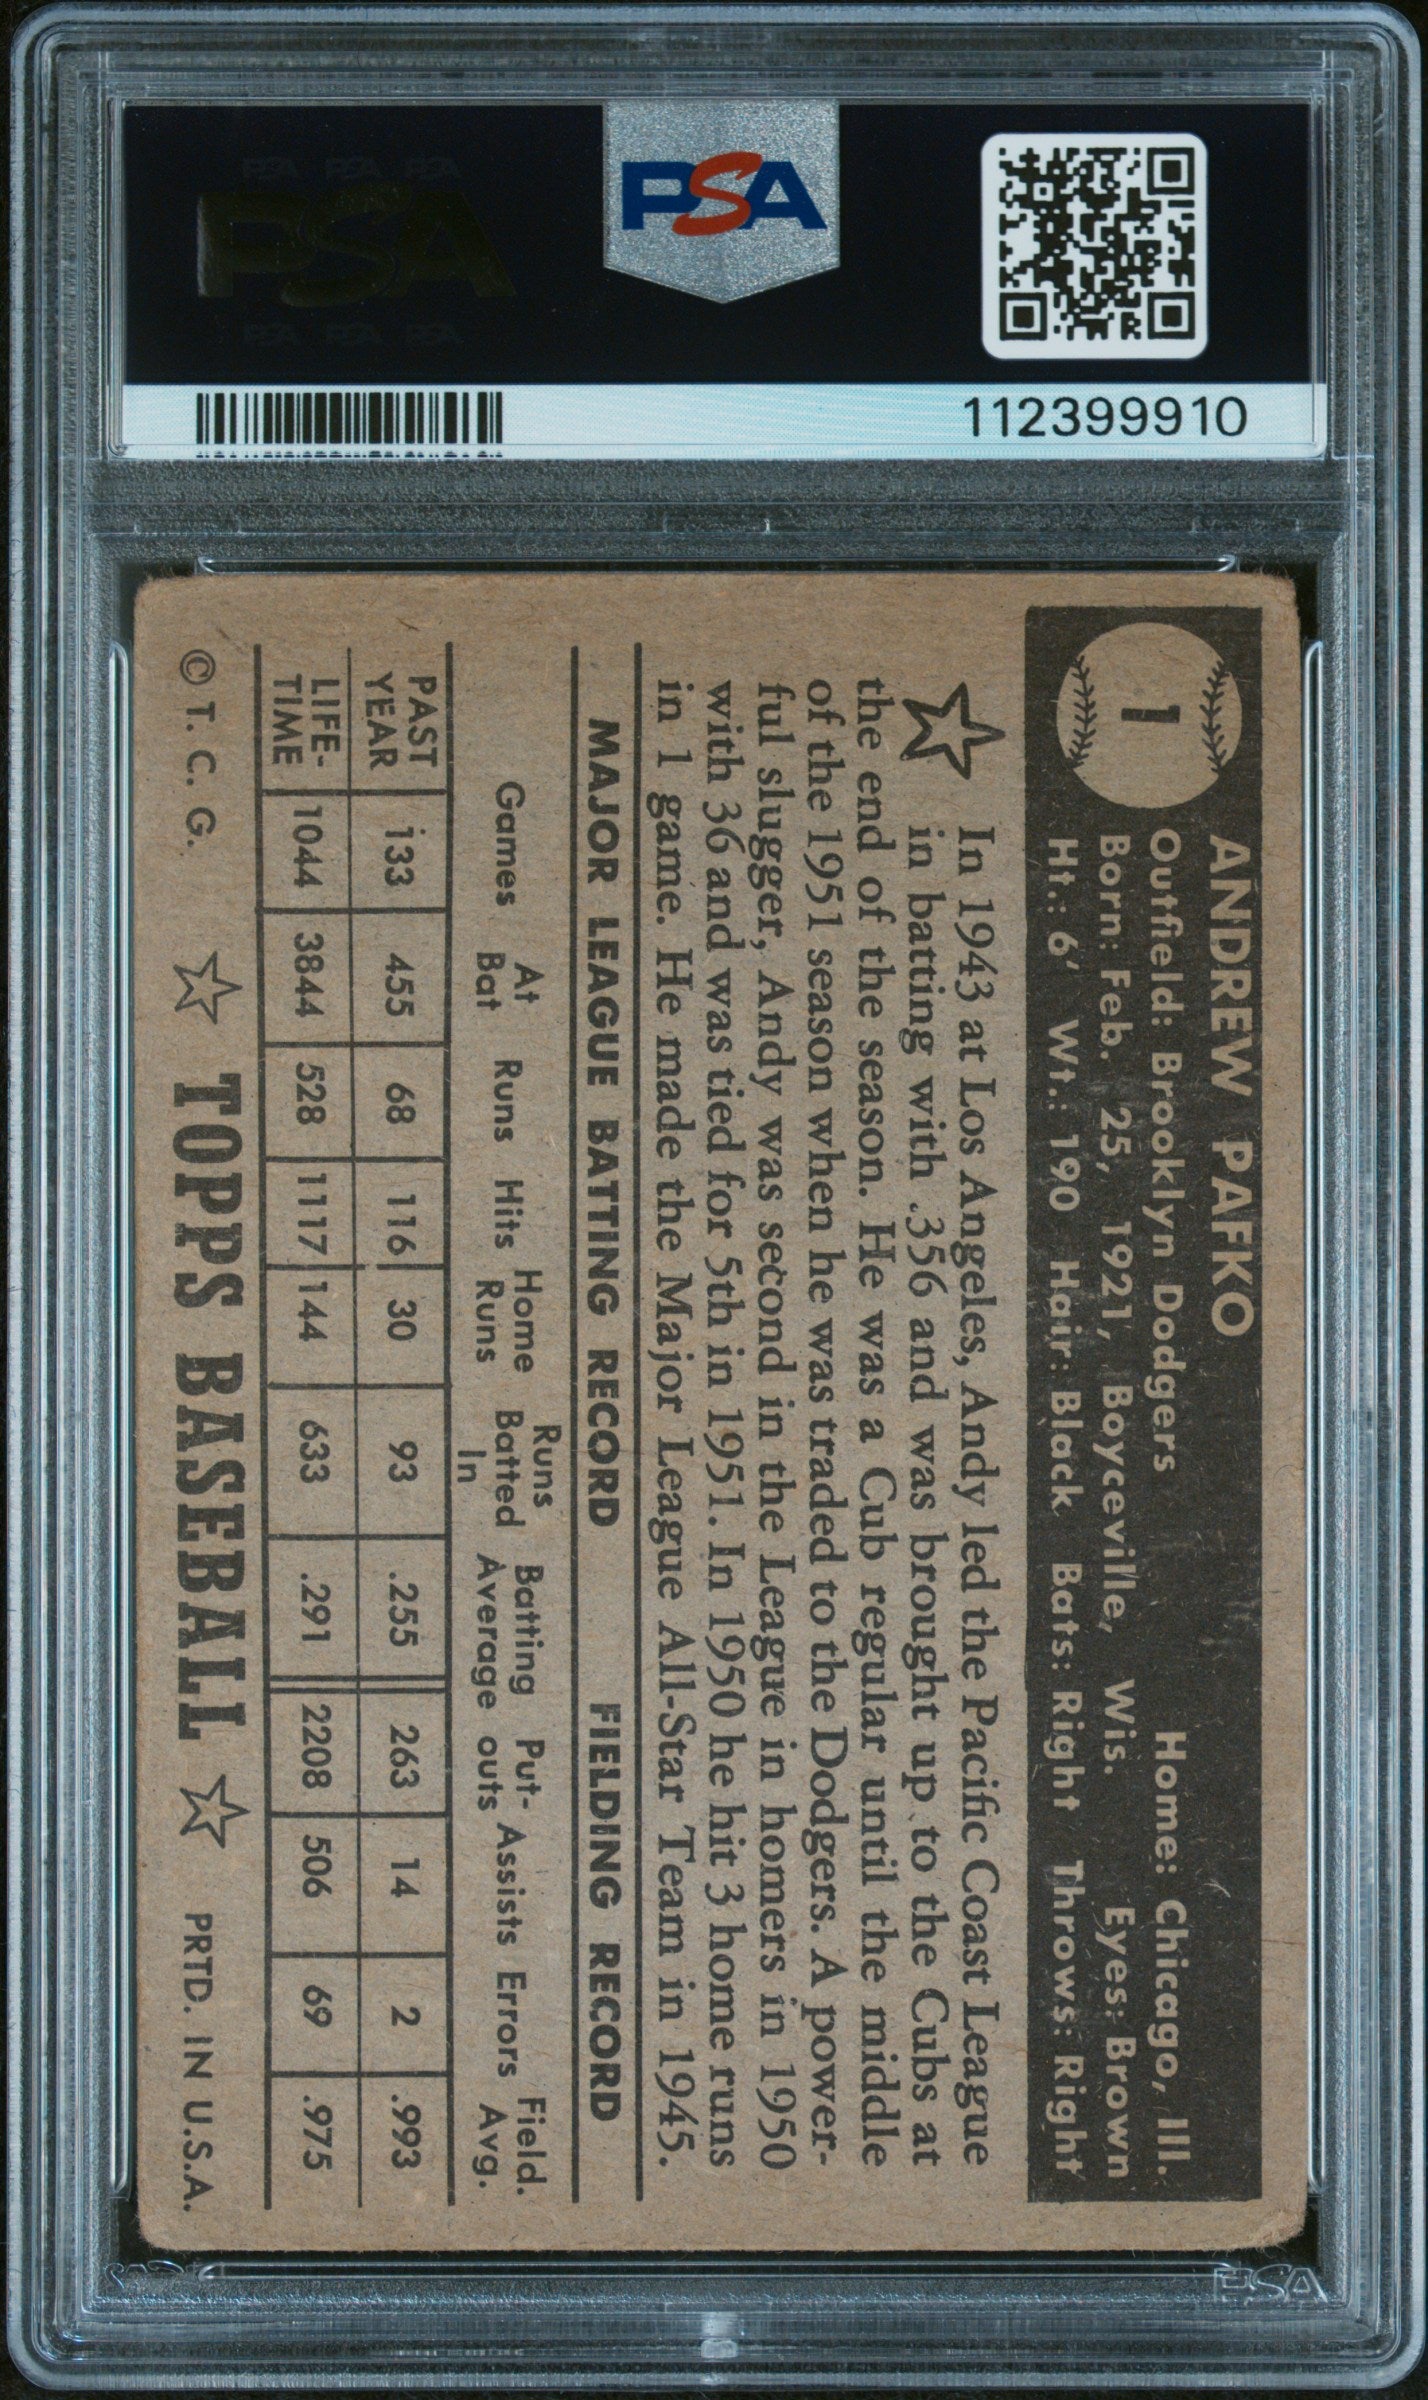 PSA PSA PSA
PSA
PSA PSA PSA
PSA
112399910
1
ANDREW PAFKO
Outfield: Brooklyn Dodgers Home: Chicago, Ill.
Born: Feb. 25, 1921, Boyceville, Wis. Eyes: Brown
Ht.: 6' Wt.: 190 Hair: Black Bats: Right Throws: Right
In 1943 at Los Angeles, Andy led the Pacific Coast League
in batting with .356 and was brought up to the Cubs at
the end of the season. He was a Cub regular until the middle
of the 1951 season when he was traded to the Dodgers. A power-
ful slugger, Andy was second in the League in homers in 1950
with 36 and was tied for 5th in 1951. In 1950 he hit 3 home runs
in 1 game. He made the Major League All-Star Team in 1945.
MAJOR LEAGUE BATTING RECORD FIELDING RECORD
Games At Bat Runs Hits Home Runs Runs Batted In Batting Average Put-outs Assists Errors Field. Avg.
PAST YEAR 133 455 68 116 30 93 .255 263 14 2 .993
LIFE-TIME 1044 3844 528 1117 144 633 .291 2208 506 69 .975
© T. C. G. ☆ TOPPS BASEBALL ☆ PRTD. IN U.S.A.
PSA